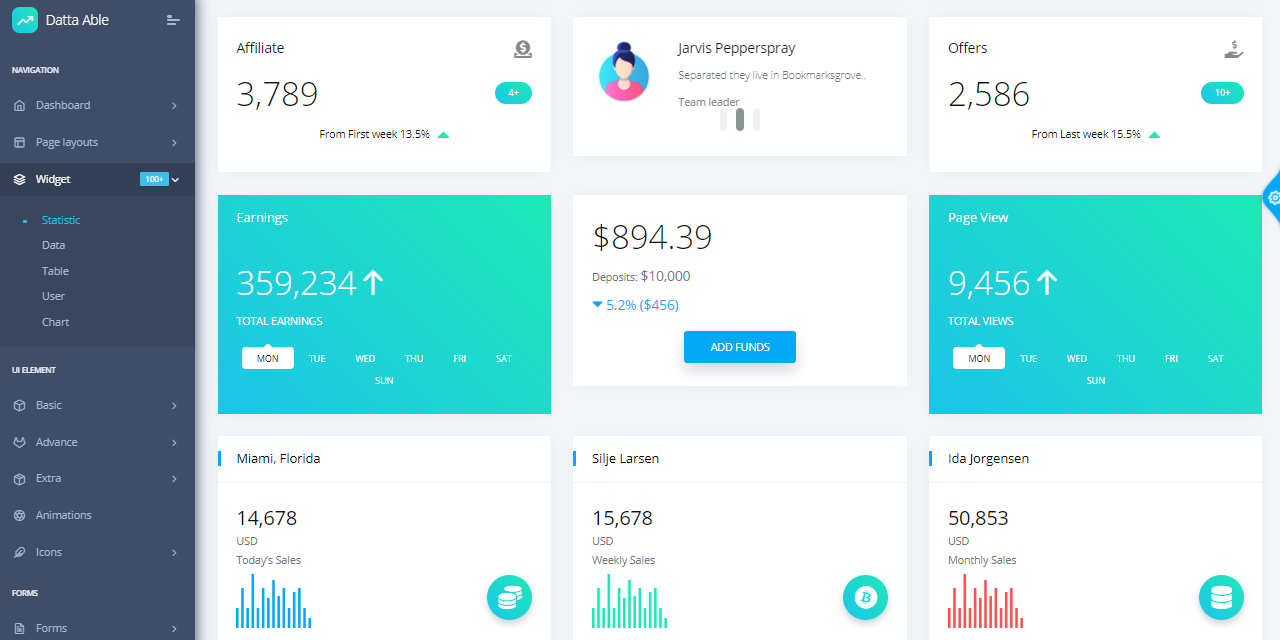 Datta Able
NAVIGATION
Dashboard
Page layouts
Widget 100+
Statistic
Data
Table
User
Chart
UI ELEMENT
Basic
Advance
Extra
Animations
Icons
FORMS
Forms
Affiliate
3,789
4+
From First week 13.5%
Jarvis Pepperspray
Separated they live in Bookmarksgrove..
Team leader
Offers
2,586
10+
From Last week 15.5%
Earnings
359,234
TOTAL EARNINGS
MON TUE WED THU FRI SAT
SUN
$894.39
Deposits: $10,000
5.2% ($456)
ADD FUNDS
Page View
9,456
TOTAL VIEWS
MON TUE WED THU FRI SAT
SUN
Miami, Florida
14,678
USD
Today's Sales
Silje Larsen
15,678
USD
Weekly Sales
Ida Jorgensen
50,853
USD
Monthly Sales